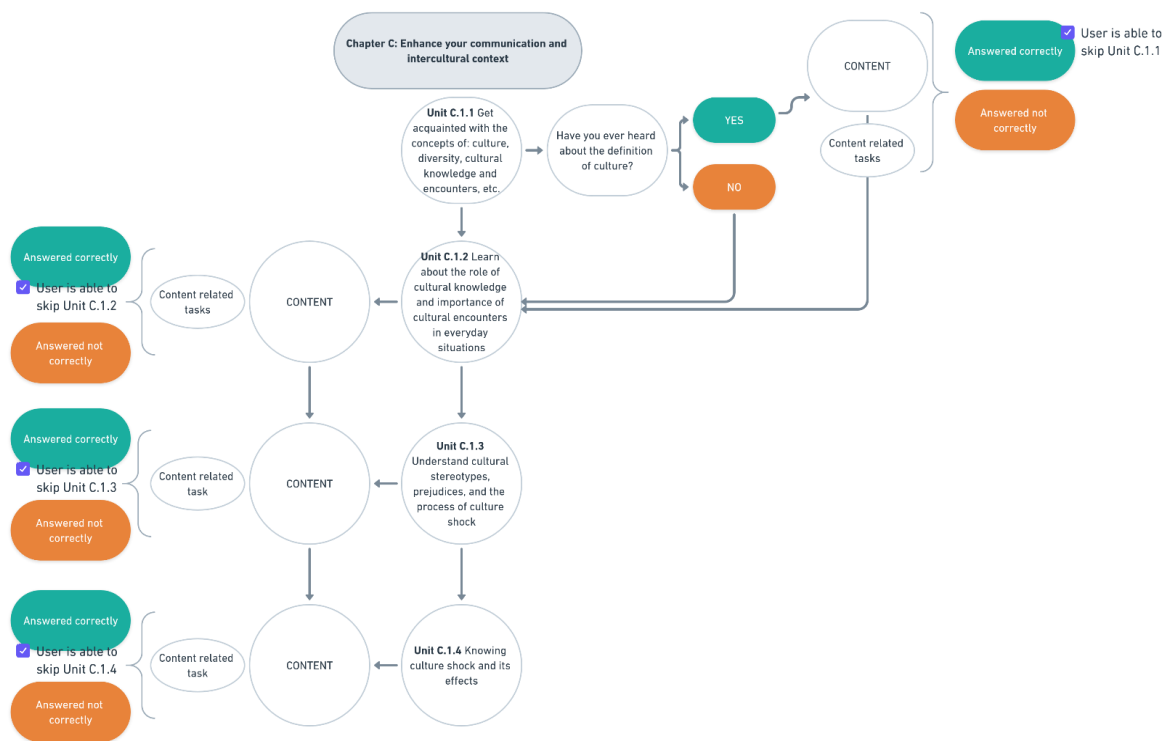 Chapter C: Enhance your communication and
intercultural context
Unit C.1.1 Get
acquainted with the
concepts of: culture,
diversity, cultural
knowledge and
encounters, etc.
Have you ever heard
about the definition
of culture?
YES
NO
CONTENT
Content related
tasks
Answered correctly
User is able to
skip Unit C.1.1
Answered not
correctly
Unit C.1.2 Learn
about the role of
cultural knowledge
and importance of
cultural encounters
in everyday
situations
CONTENT
Content related
tasks
Answered correctly
User is able to
skip Unit C.1.2
Answered not
correctly
Unit C.1.3
Understand cultural
stereotypes,
prejudices, and the
process of culture
shock
CONTENT
Content related
task
Answered correctly
User is able to
skip Unit C.1.3
Answered not
correctly
Unit C.1.4 Knowing
culture shock and its
effects
CONTENT
Content related
task
Answered correctly
User is able to
skip Unit C.1.4
Answered not
correctly